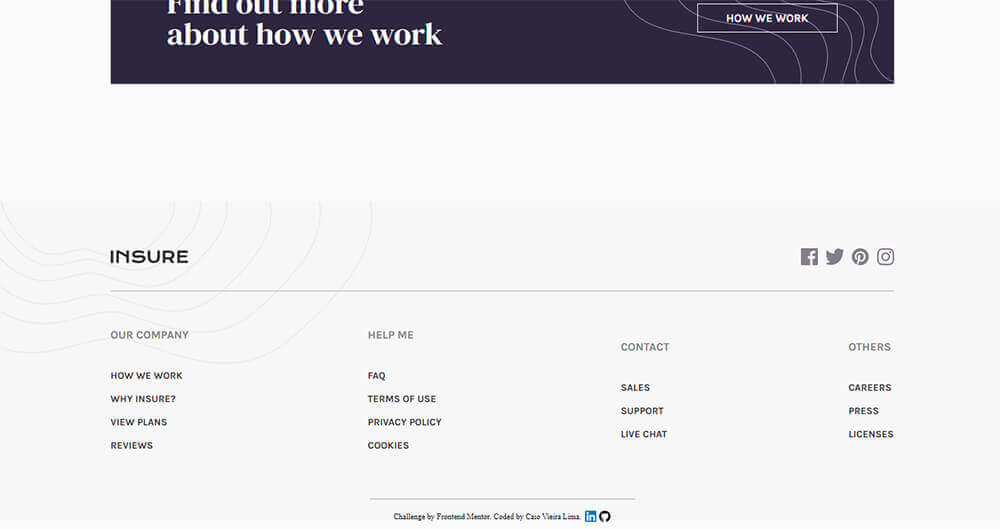 Find out more
about how we work
HOW WE WORK
INSURE
OUR COMPANY
HOW WE WORK
WHY INSURE?
VIEW PLANS
REVIEWS
HELP ME
FAQ
TERMS OF USE
PRIVACY POLICY
COOKIES
CONTACT
SALES
SUPPORT
LIVE CHAT
OTHERS
CAREERS
PRESS
LICENSES
Challenge by Frontend Mentor. Coded by Caio Vieira Lima. in